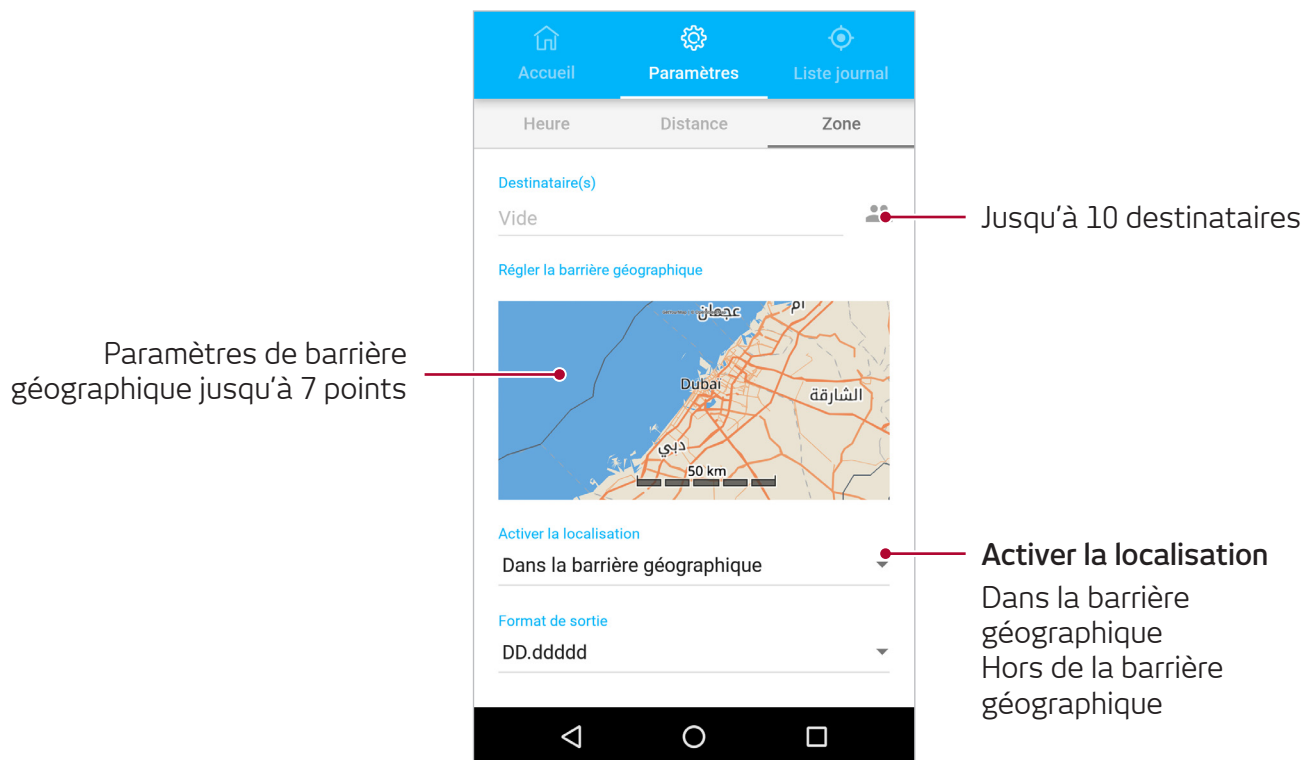 Accueil
Paramètres
Liste journal
Heure
Distance
Zone
Destinataire(s)
Vide
Jusqu'à 10 destinataires
Régler la barrière géographique
عجمان
أم
Paramètres de barrière
géographique jusqu'à 7 points
Dubai
الشارقة
دبي
50 km
Activer la localisation
Dans la barrière géographique
Activer la localisation
Dans la barrière
géographique
Hors de la barrière
géographique
Format de sortie
DD.ddddd